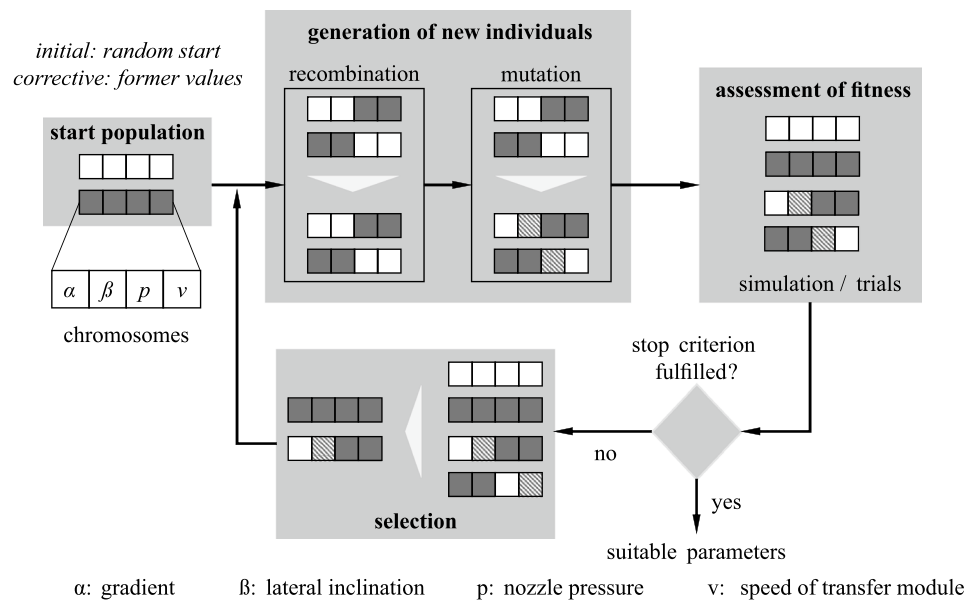 initial: random start
corrective: former values
start population
α ß p v
chromosomes
generation of new individuals
recombination
mutation
assessment of fitness
simulation / trials
stop criterion
fulfilled?
no
yes
suitable parameters
selection
α: gradient ß: lateral inclination p: nozzle pressure v: speed of transfer module